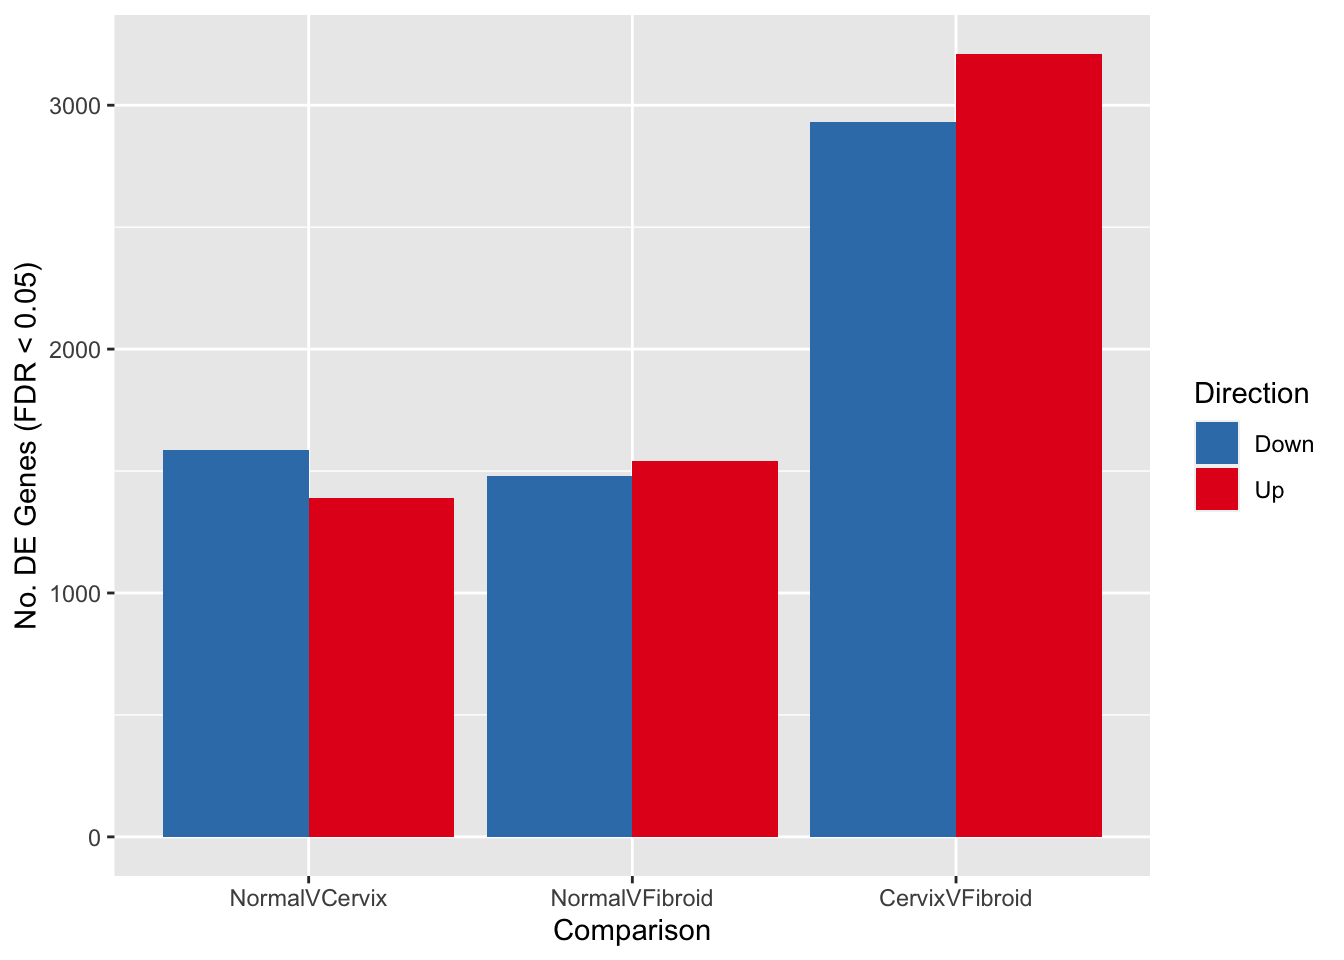 No. DE Genes (FDR < 0.05)
3000
2000
1000
0
NormalVCervix
NormalVFibroid
CervixVFibroid
Comparison
Direction
Down
Up